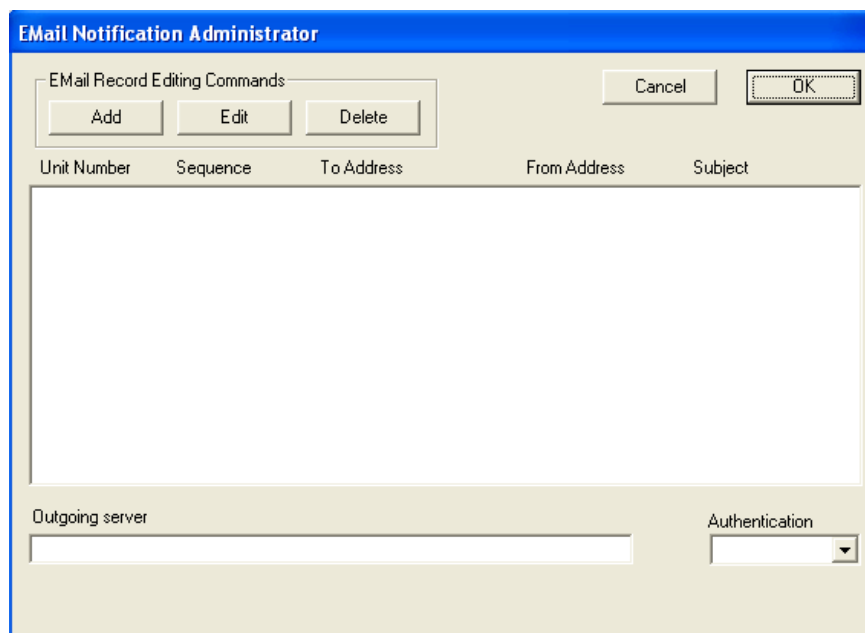 EMail Notification Administrator
EMail Record Editing Commands
Add Edit Delete
Cancel OK
Unit Number Sequence To Address From Address Subject
Outgoing server
Authentication